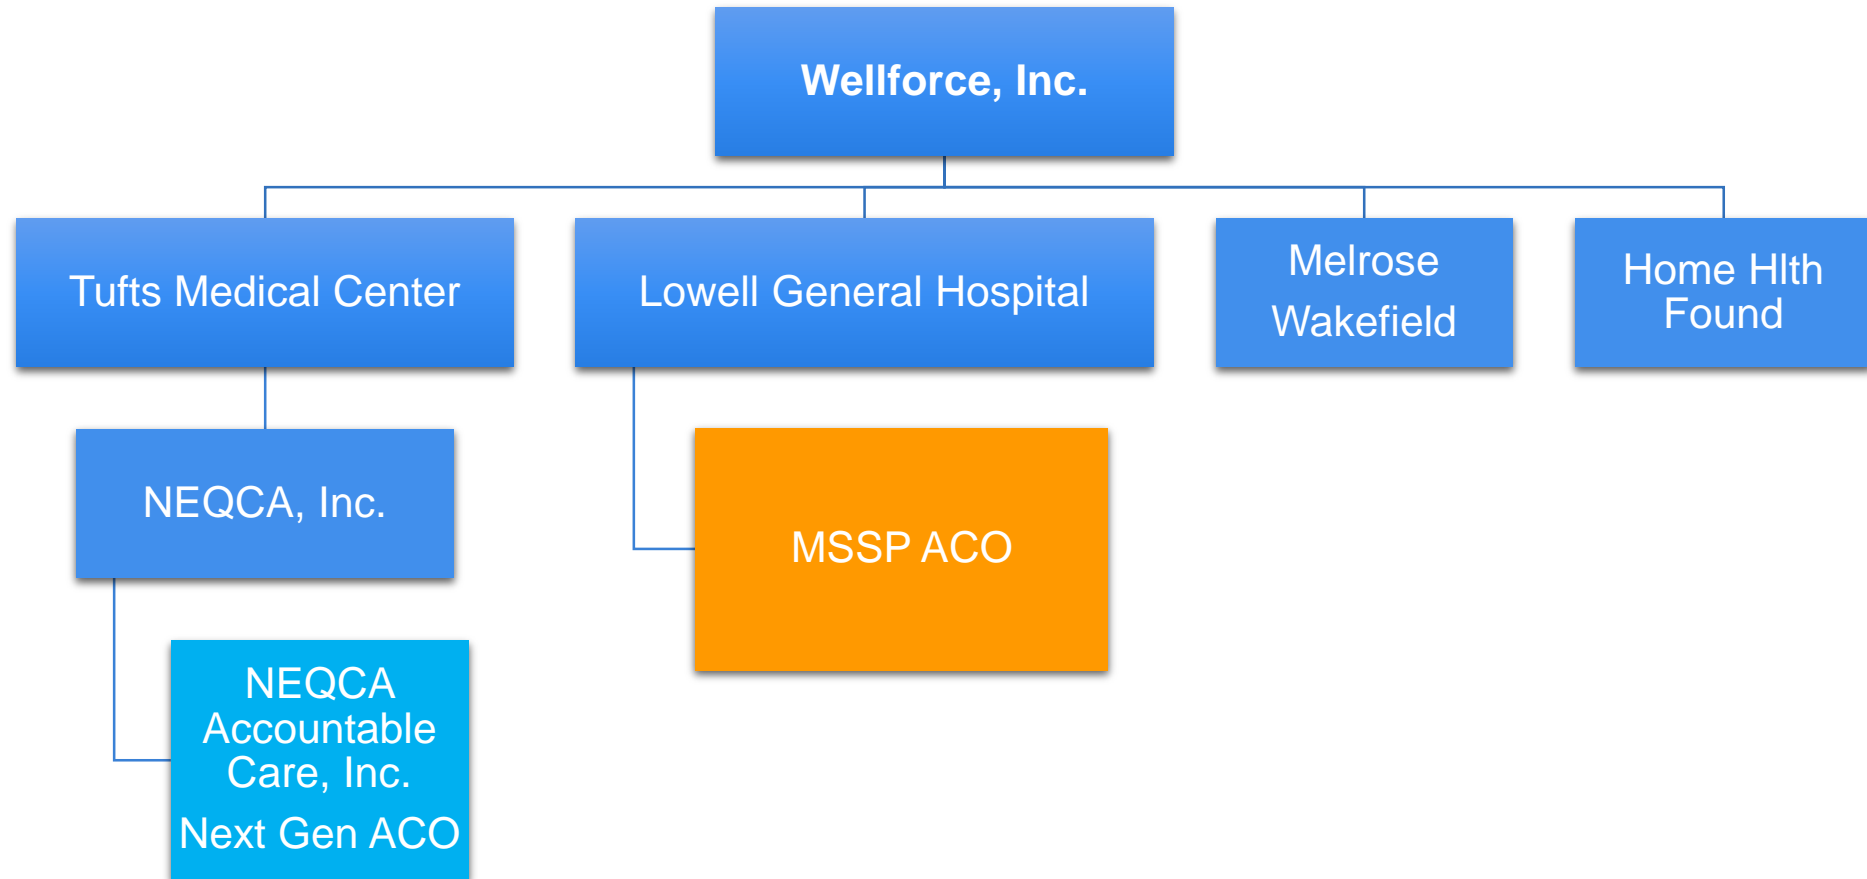 Wellforce, Inc.
Tufts Medical Center
Lowell General Hospital
Melrose
Wakefield
Home Hlth
Found
NEQCA, Inc.
MSSP ACO
NEQCA
Accountable
Care, Inc.
Next Gen ACO